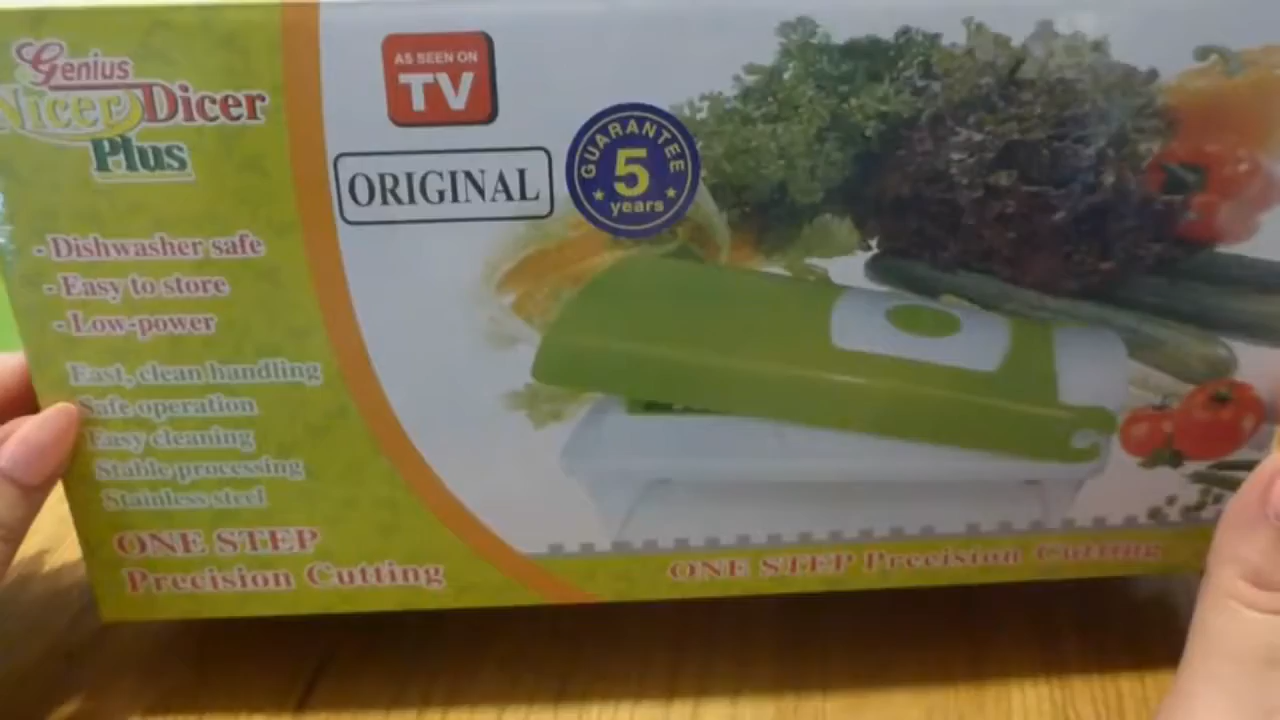 Genius
Nicer Dicer
Plus
- Dishwasher safe
- Easy to store
- Low-power
Fast, clean handling
Safe operation
Easy cleaning
Stable processing
Stainless steel
ONE STEP
Precision Cutting
AS SEEN ON
TV
ORIGINAL
GUARANTEE
5
years
ONE STEP Precision Cutting